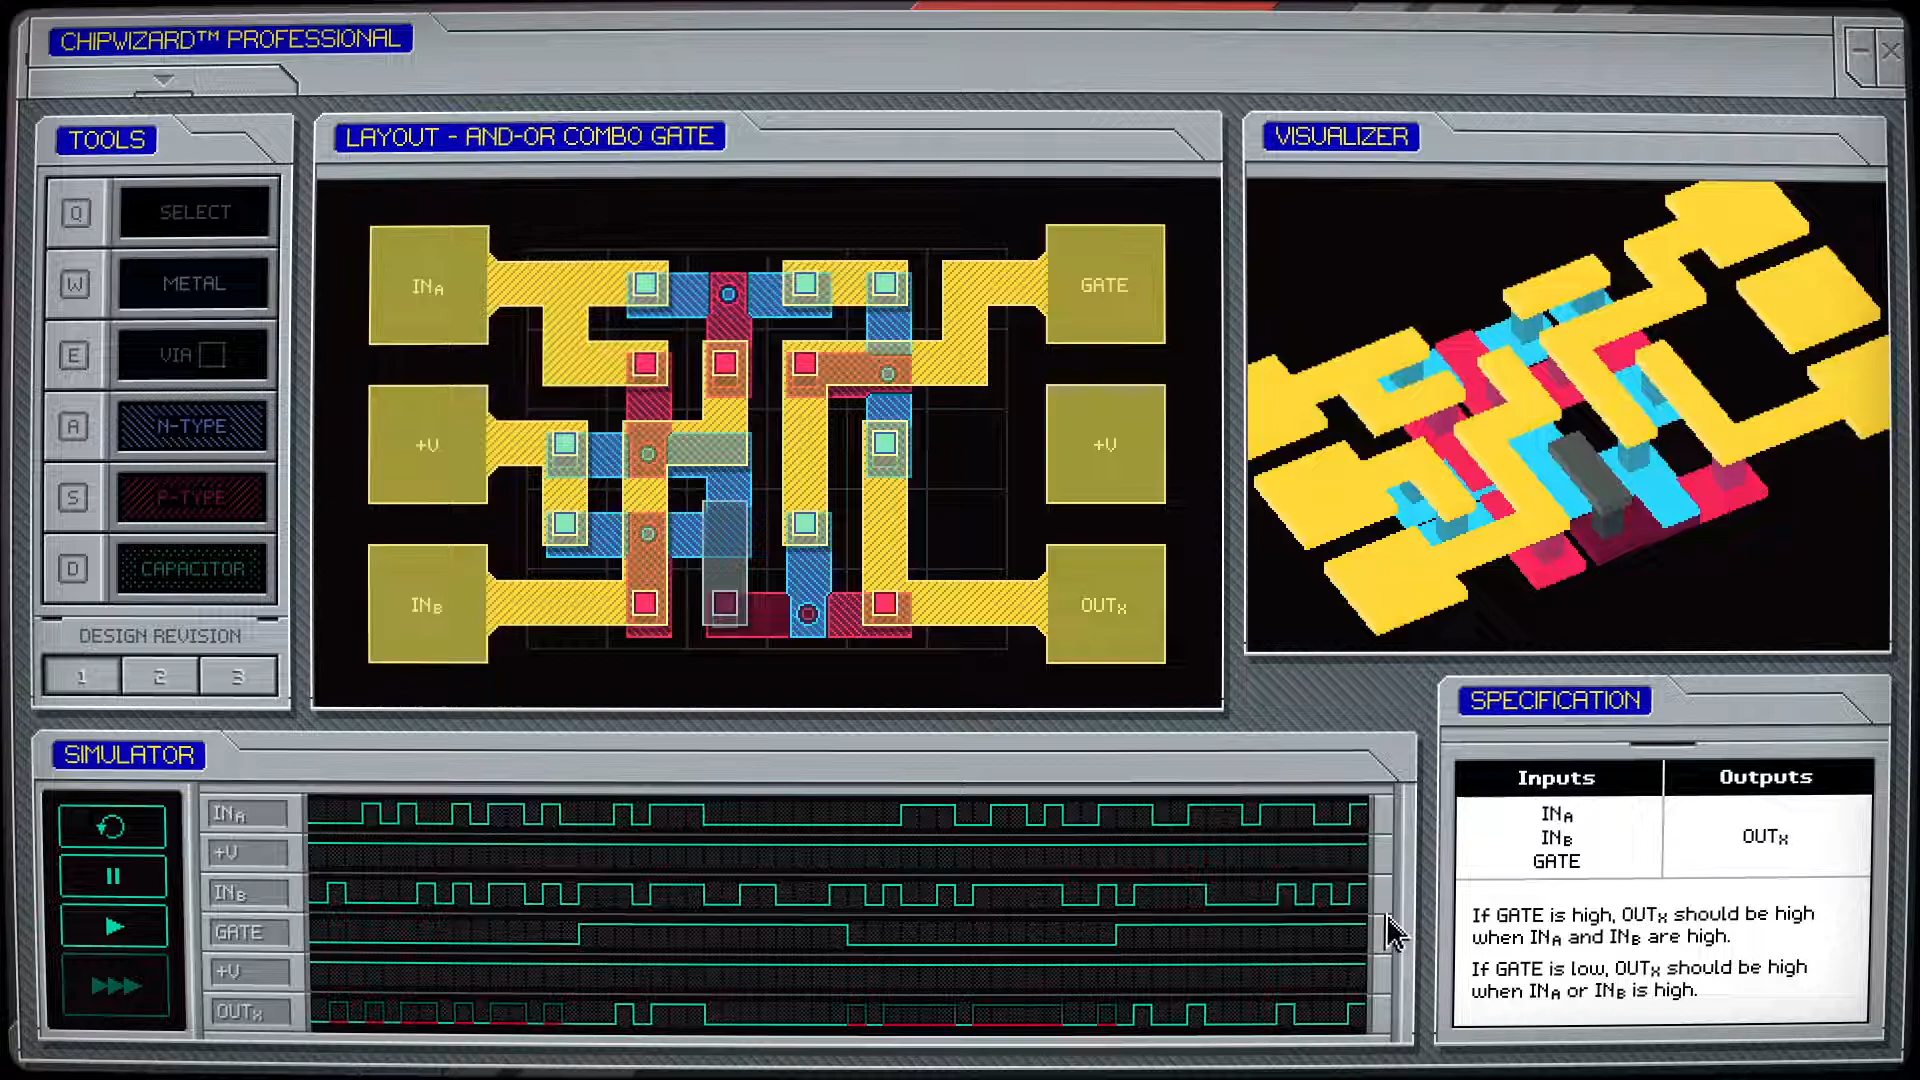 CHIPWIZARD™ PROFESSIONAL
TOOLS
Q SELECT
W METAL
E VIA
A N-TYPE
S P-TYPE
D CAPACITOR
DESIGN REVISION
1 2 3
LAYOUT - AND-OR COMBO GATE
INA
GATE
+V
+V
INB
OUTX
VISUALIZER
SIMULATOR
INA
+V
INB
GATE
+V
OUTX
SPECIFICATION
Inputs Outputs
INA
INB
GATE
OUTX
If GATE is high, OUTX should be high
when INA and INB are high.
If GATE is low, OUTX should be high
when INA or INB is high.